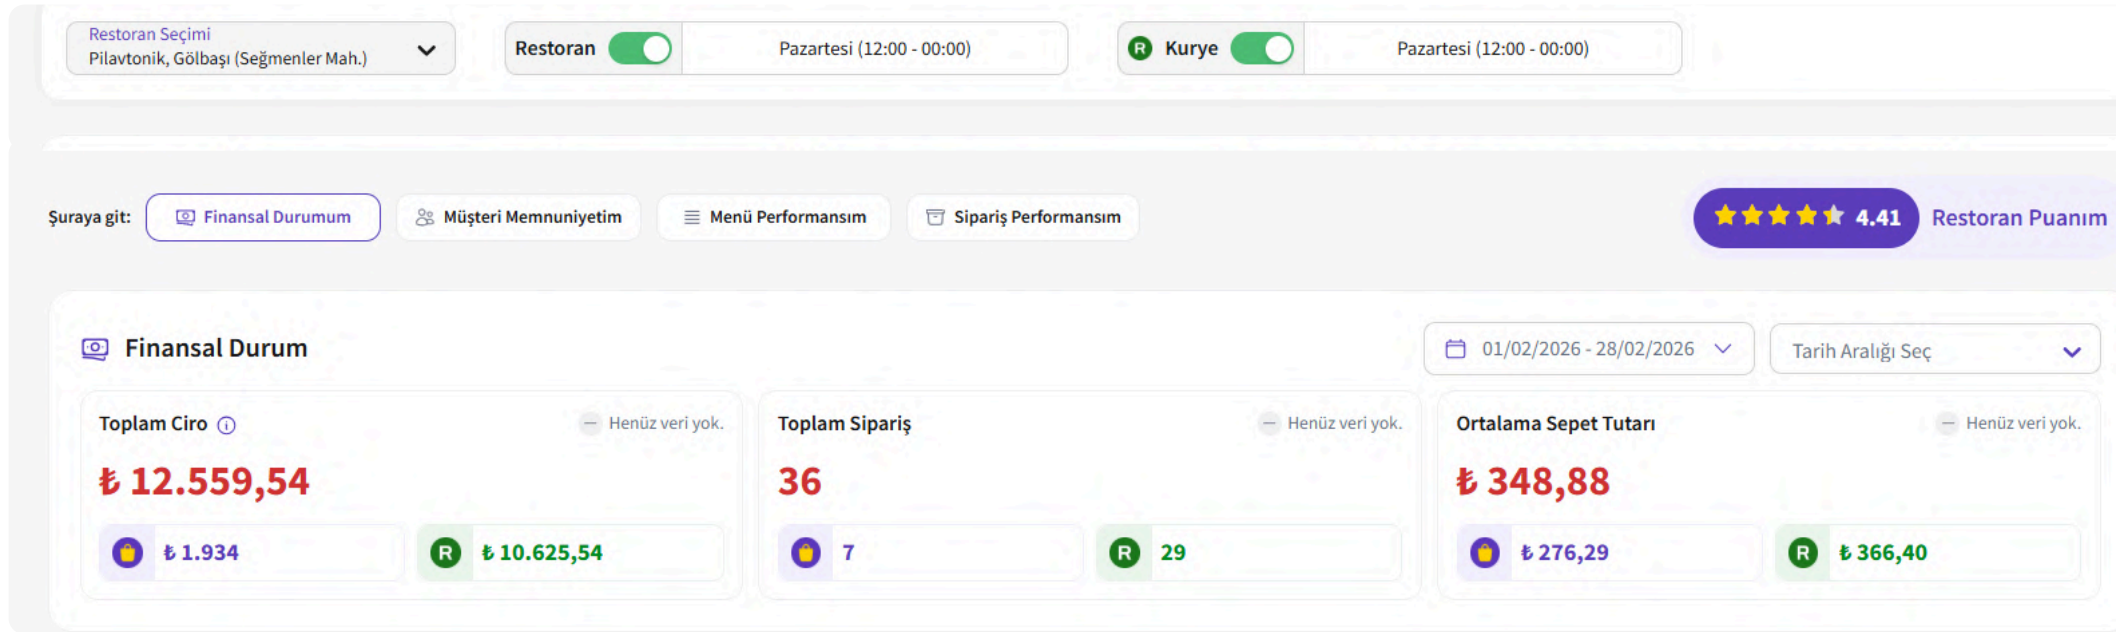 Restoran Seçimi
Pilavtonik, Gölbaşı (Seğmenler Mah.)
Restoran
Pazartesi (12:00 - 00:00)
R Kurye
Pazartesi (12:00 - 00:00)
Şuraya git:
Finansal Durumum
Müşteri Memnuniyetim
Menü Performansım
Sipariş Performansım
4.41
Restoran Puanım
Finansal Durum
01/02/2026 - 28/02/2026
Tarih Aralığı Seç
Toplam Ciro
Henüz veri yok.
₺ 12.559,54
₺ 1.934
R ₺ 10.625,54
Toplam Sipariş
Henüz veri yok.
36
7
R 29
Ortalama Sepet Tutarı
Henüz veri yok.
₺ 348,88
₺ 276,29
R ₺ 366,40